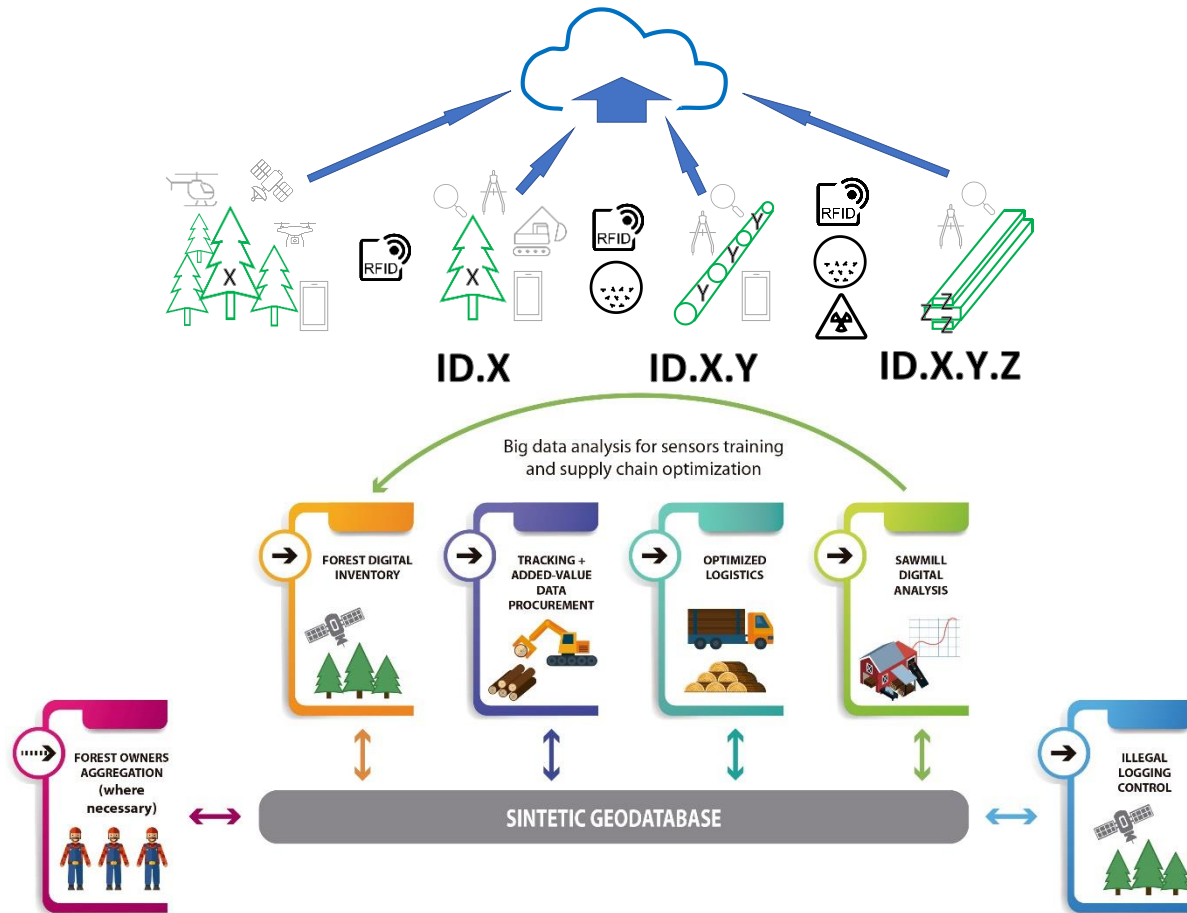 RFID
X
RFID
X
RFID
Y
Y
Y
RFID
Z
Z
Z
Z
ID.X
ID.X.Y
ID.X.Y.Z
Big data analysis for sensors training
and supply chain optimization
FOREST DIGITAL
INVENTORY
TRACKING +
ADDED-VALUE
DATA
PROCUREMENT
OPTIMIZED
LOGISTICS
SAWMILL
DIGITAL
ANALYSIS
FOREST OWNERS
AGGREGATION
(where
necessary)
SINTETIC GEODATABASE
ILLEGAL
LOGGING
CONTROL